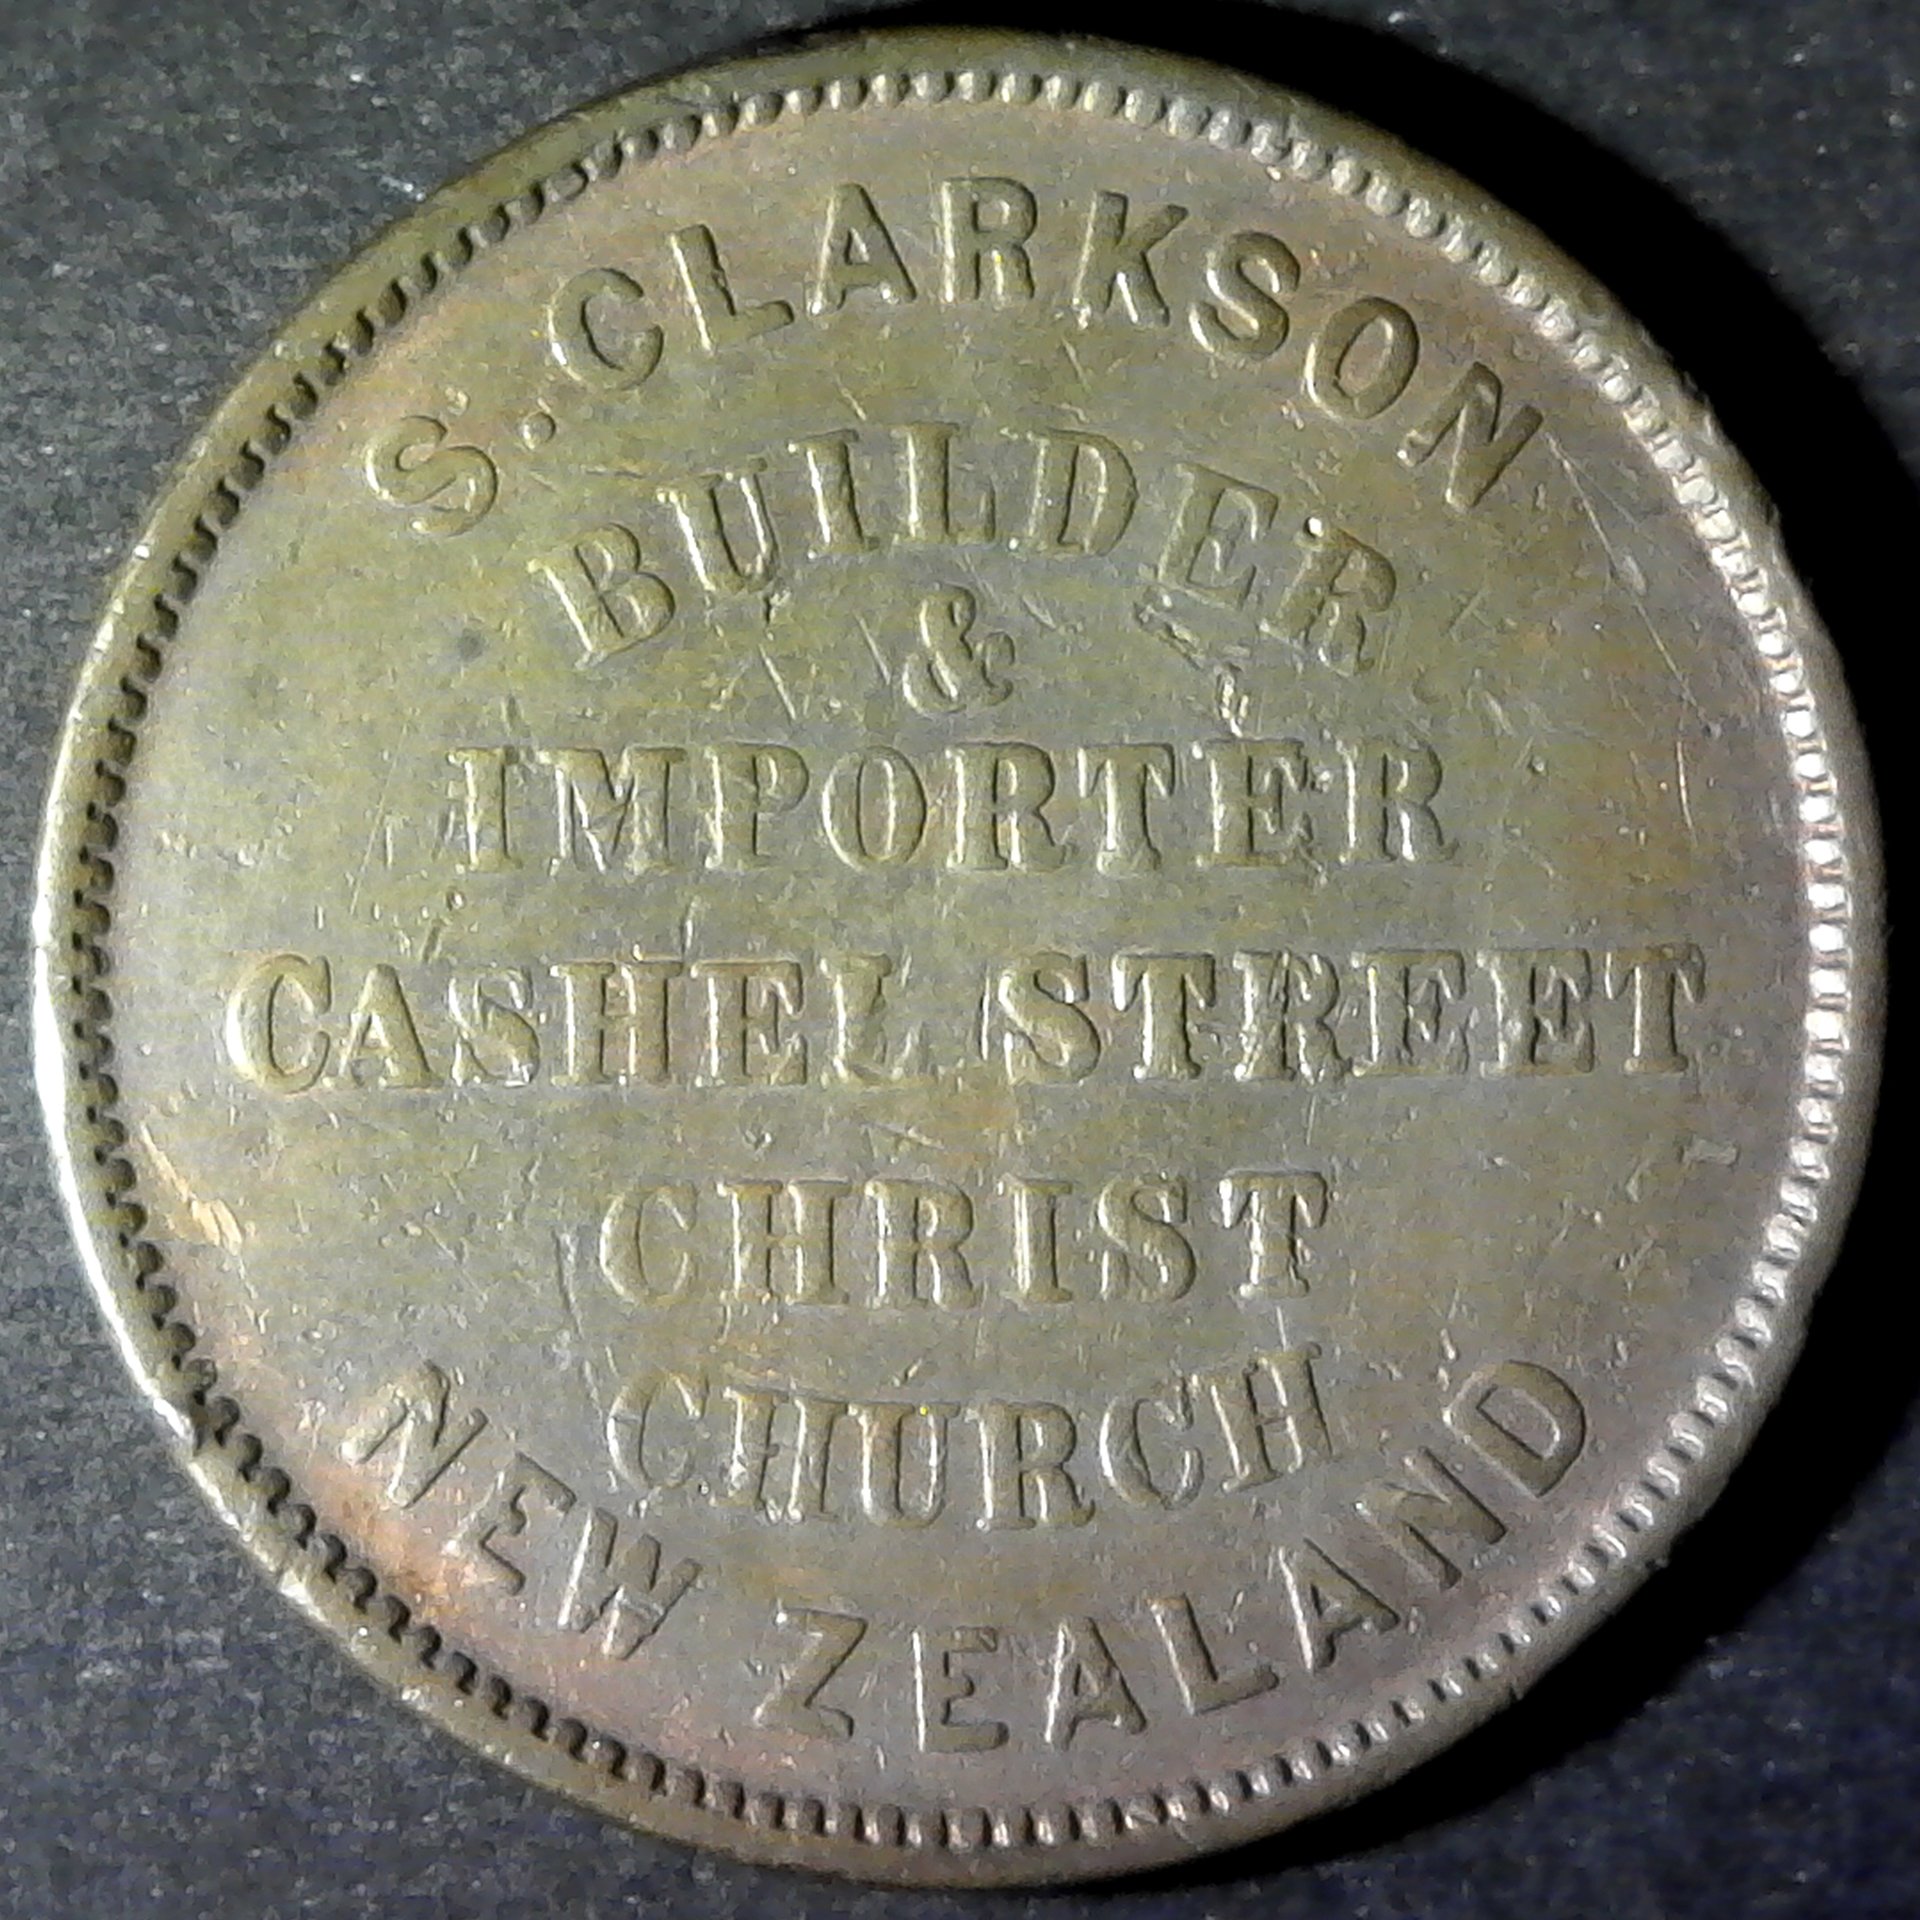 S. CLARKSON
BUILDER
&
IMPORTER
CASHEL STREET
CHRIST
CHURCH
NEW ZEALAND